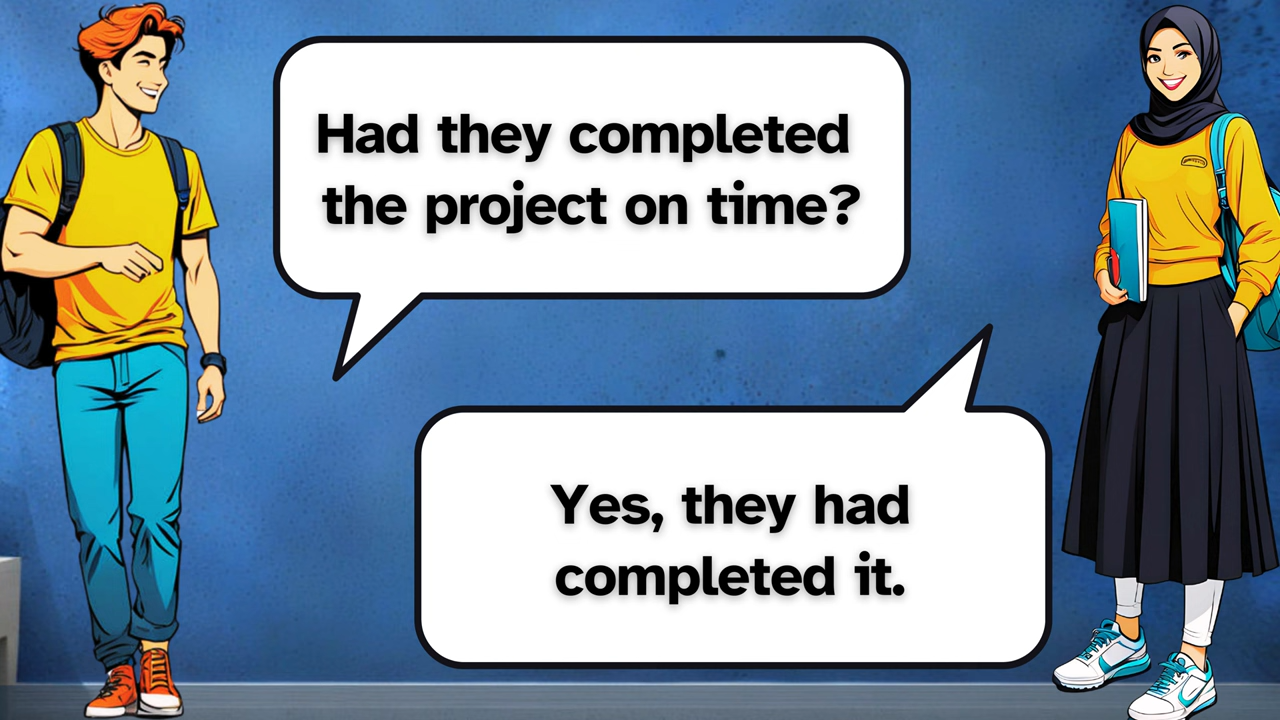 Had they completed
the project on time?
Yes, they had
completed it.